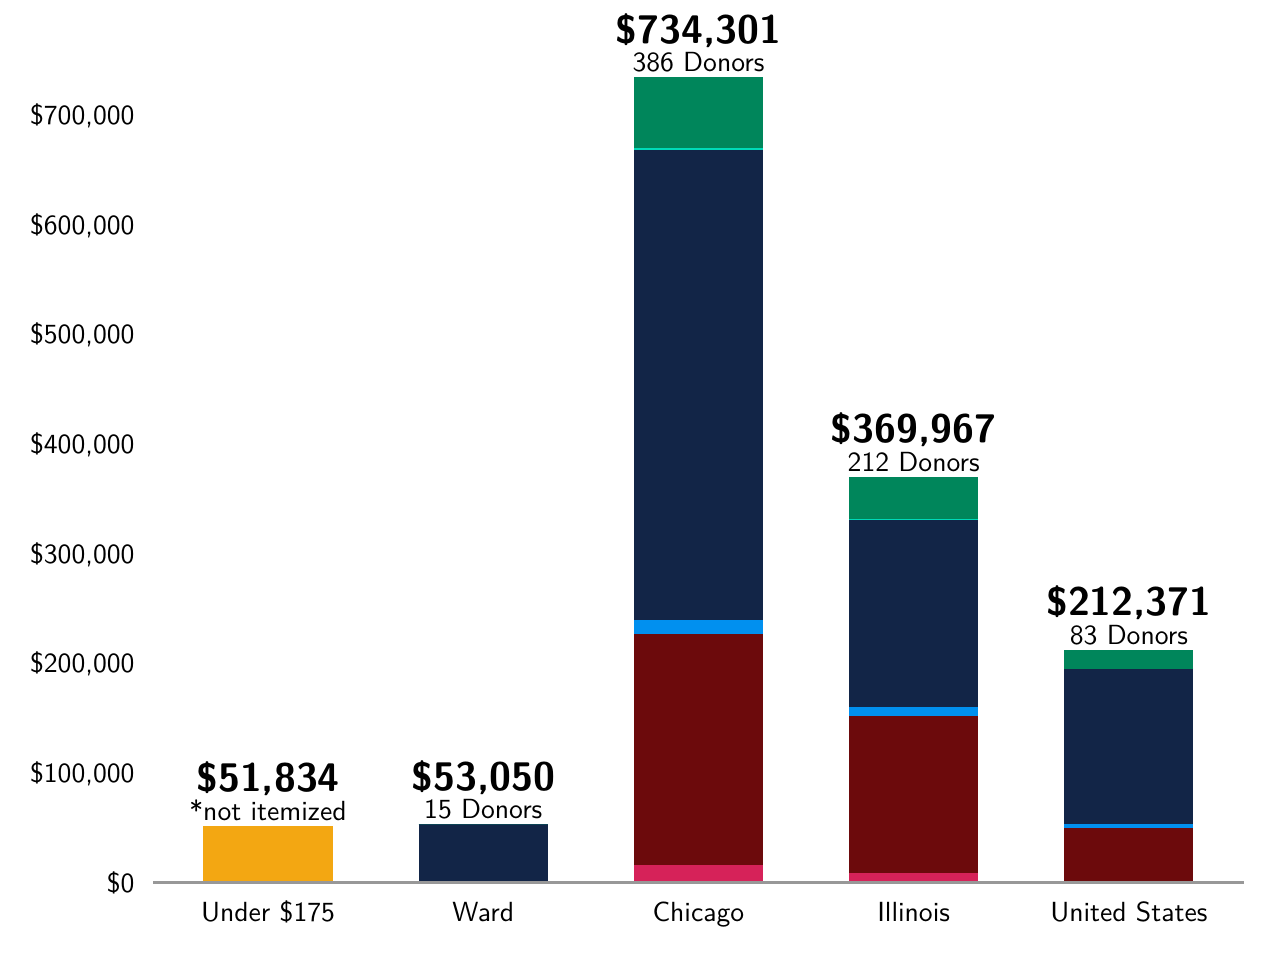 $734,301
386 Donors
$700,000
$600,000
$500,000
$400,000
$369,967
212 Donors
$300,000
$212,371
83 Donors
$200,000
$100,000
$51,834
*not itemized
$53,050
15 Donors
$0
Under $175
Ward
Chicago
Illinois
United States